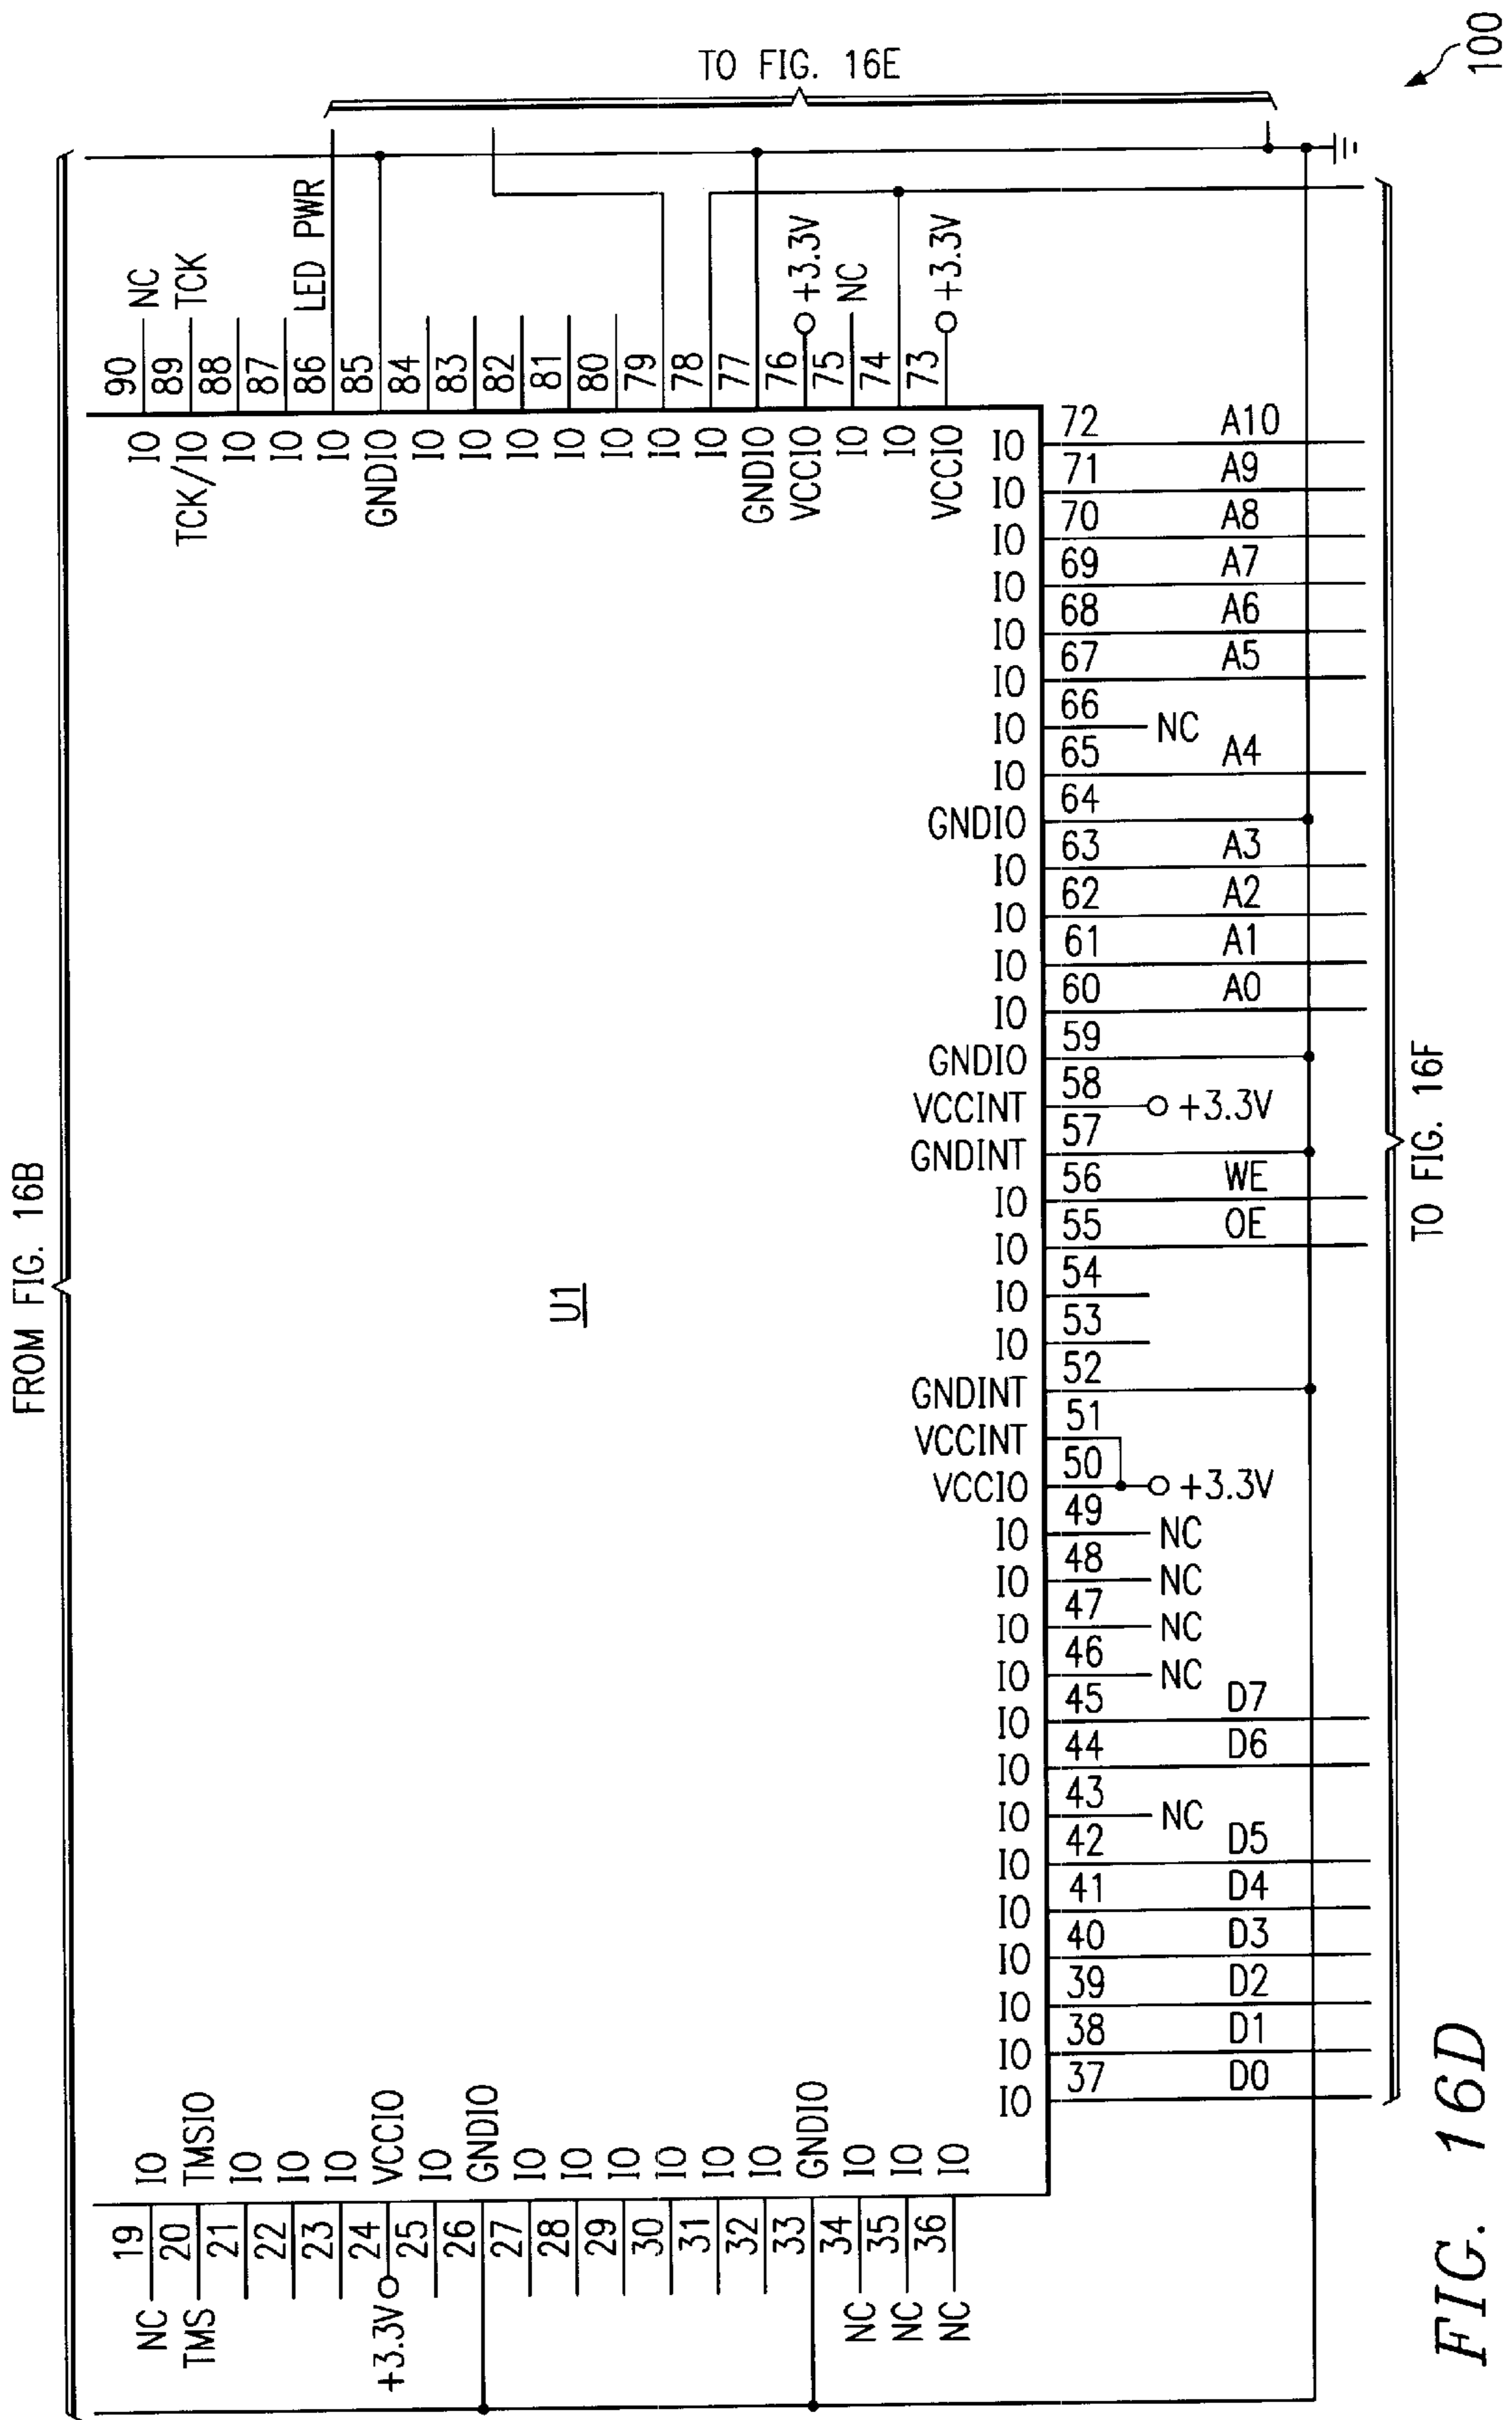 FROM FIG. 16B
TO FIG. 16E
100
NC 19 IO
TMS 20 TMSIO
21 IO
22 IO
23 IO
+3.3V 24 VCCIO
25 IO
26 GNDIO
27 IO
28 IO
29 IO
30 IO
31 IO
32 IO
33 GNDIO
NC 34 IO
NC 35 IO
NC 36 IO
U1
IO 90 NC
TCK/IO 89 TCK
IO 88
IO 87
IO 86 LED PWR
GNDIO 85
IO 84
IO 83
IO 82
IO 81
IO 80
IO 79
IO 78
GNDIO 77
VCCIO 76 +3.3V
IO 75 NC
IO 74
VCCIO 73 +3.3V
IO 37 D0
IO 38 D1
IO 39 D2
IO 40 D3
IO 41 D4
IO 42 D5
IO 43 NC
IO 44 D6
IO 45 D7
IO 46 NC
IO 47 NC
IO 48 NC
IO 49 NC
VCCIO 50 +3.3V
VCCINT 51
GNDINT 52
IO 53
IO 54
IO 55 OE
IO 56 WE
GNDINT 57
VCCINT 58 +3.3V
GNDIO 59
IO 60 A0
IO 61 A1
IO 62 A2
IO 63 A3
GNDIO 64
IO 65 A4
IO 66 NC
IO 67 A5
IO 68 A6
IO 69 A7
IO 70 A8
IO 71 A9
IO 72 A10
TO FIG. 16F
FIG. 16D